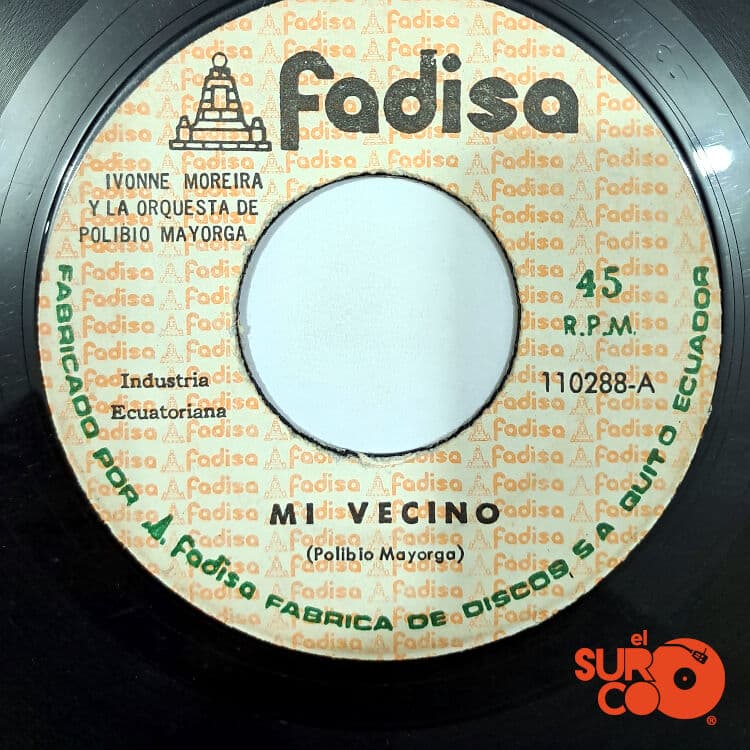 fadisa
IVONNE MOREIRA
Y LA ORQUESTA DE
POLIBIO MAYORGA
45
R.P.M.
Industria
Ecuatoriana
110288-A
MI VECINO
(Polibio Mayorga)
FABRICADO POR fadisa FABRICA DE DISCOS S A QUITO ECUADOR
el
SURCO
®